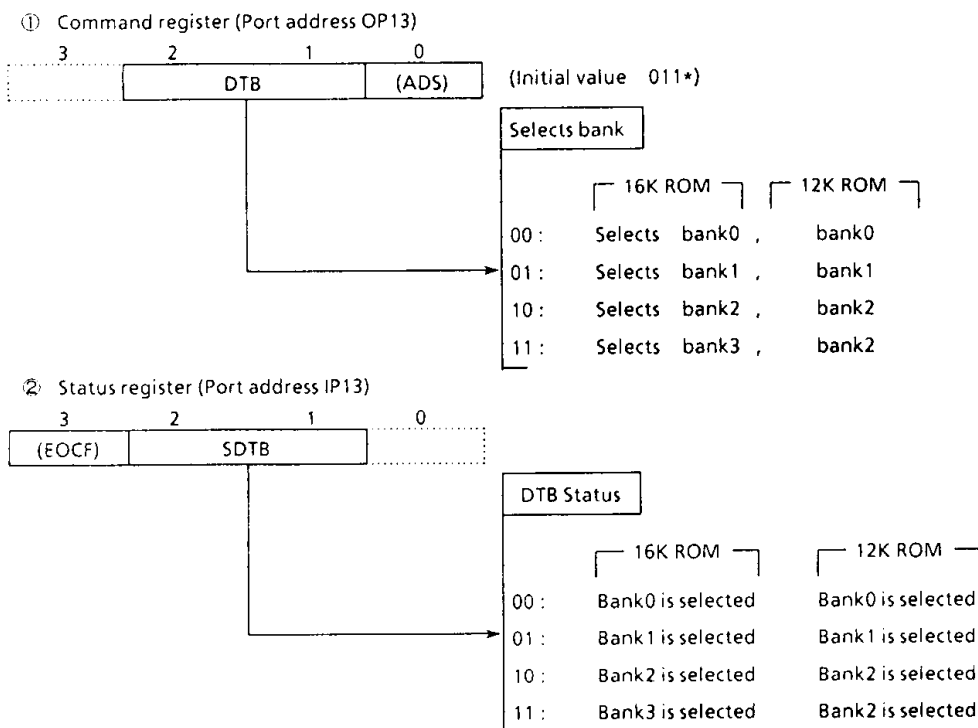 ① Command register (Port address OP13)
3 2 1 0
DTB (ADS) (Initial value 011*)
Selects bank
16K ROM 12K ROM
00 : Selects bank0 , bank0
01 : Selects bank1 , bank1
10 : Selects bank2 , bank2
11 : Selects bank3 , bank2
② Status register (Port address IP13)
3 2 1 0
(EOCF) SDTB
DTB Status
16K ROM 12K ROM
00 : Bank0 is selected Bank0 is selected
01 : Bank1 is selected Bank1 is selected
10 : Bank2 is selected Bank2 is selected
11 : Bank3 is selected Bank2 is selected